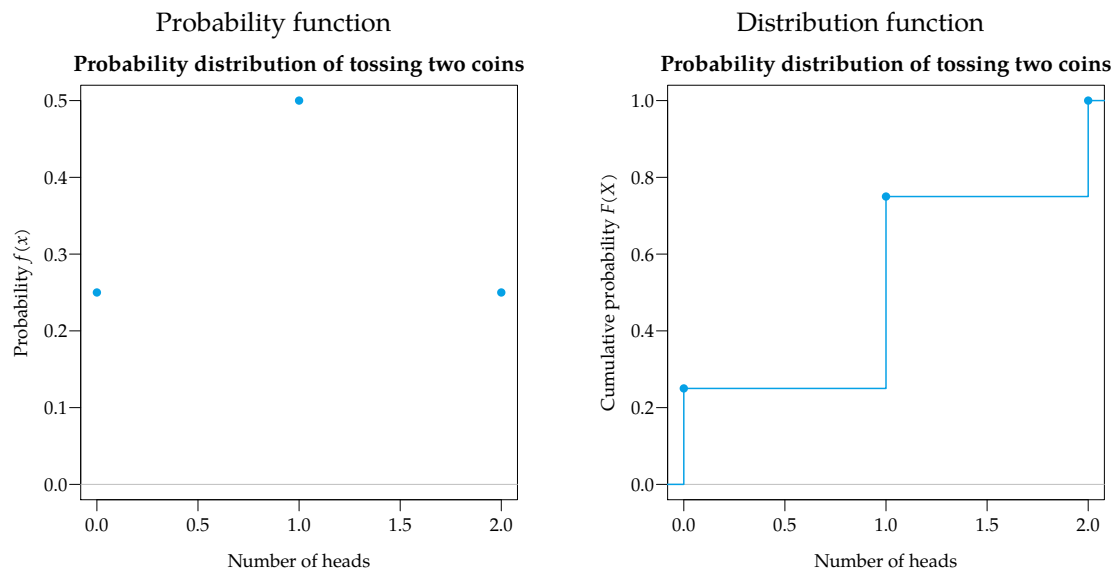 Probability function
Probability distribution of tossing two coins
Probability f(x)
0.5
0.4
0.3
0.2
0.1
0.0
0.0 0.5 1.0 1.5 2.0
Number of heads
Distribution function
Probability distribution of tossing two coins
Cumulative probability F(X)
1.0
0.8
0.6
0.4
0.2
0.0
0.0 0.5 1.0 1.5 2.0
Number of heads